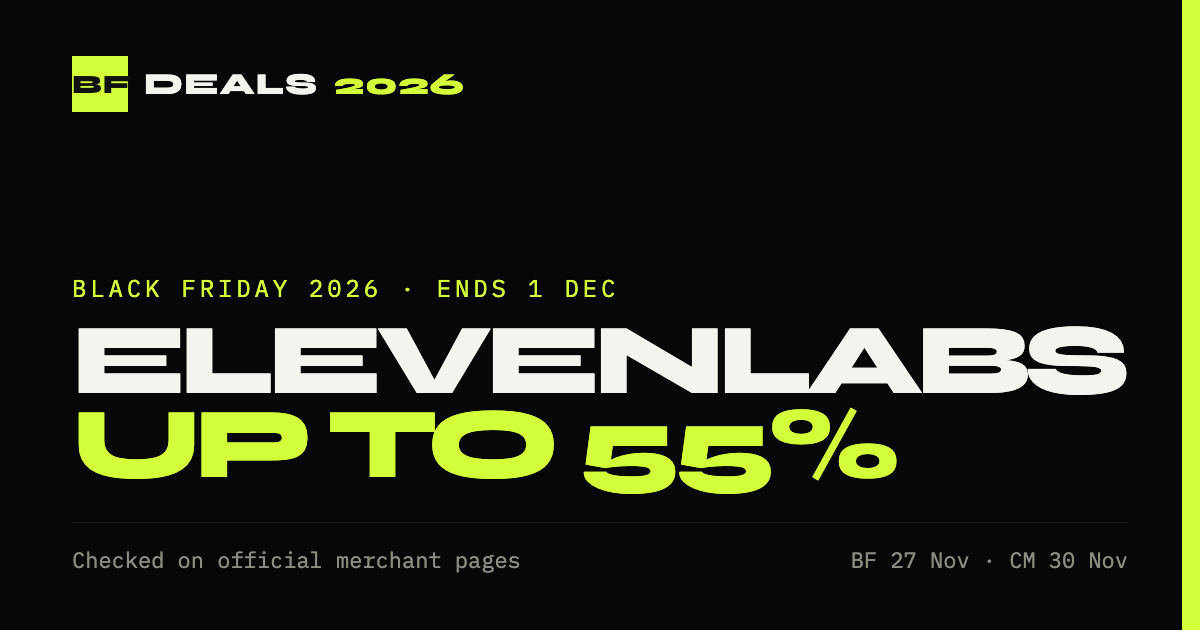 BF DEALS 2026
BLACK FRIDAY 2026 · ENDS 1 DEC
ELEVENLABS
UP TO 55%
Checked on official merchant pages
BF 27 Nov · CM 30 Nov